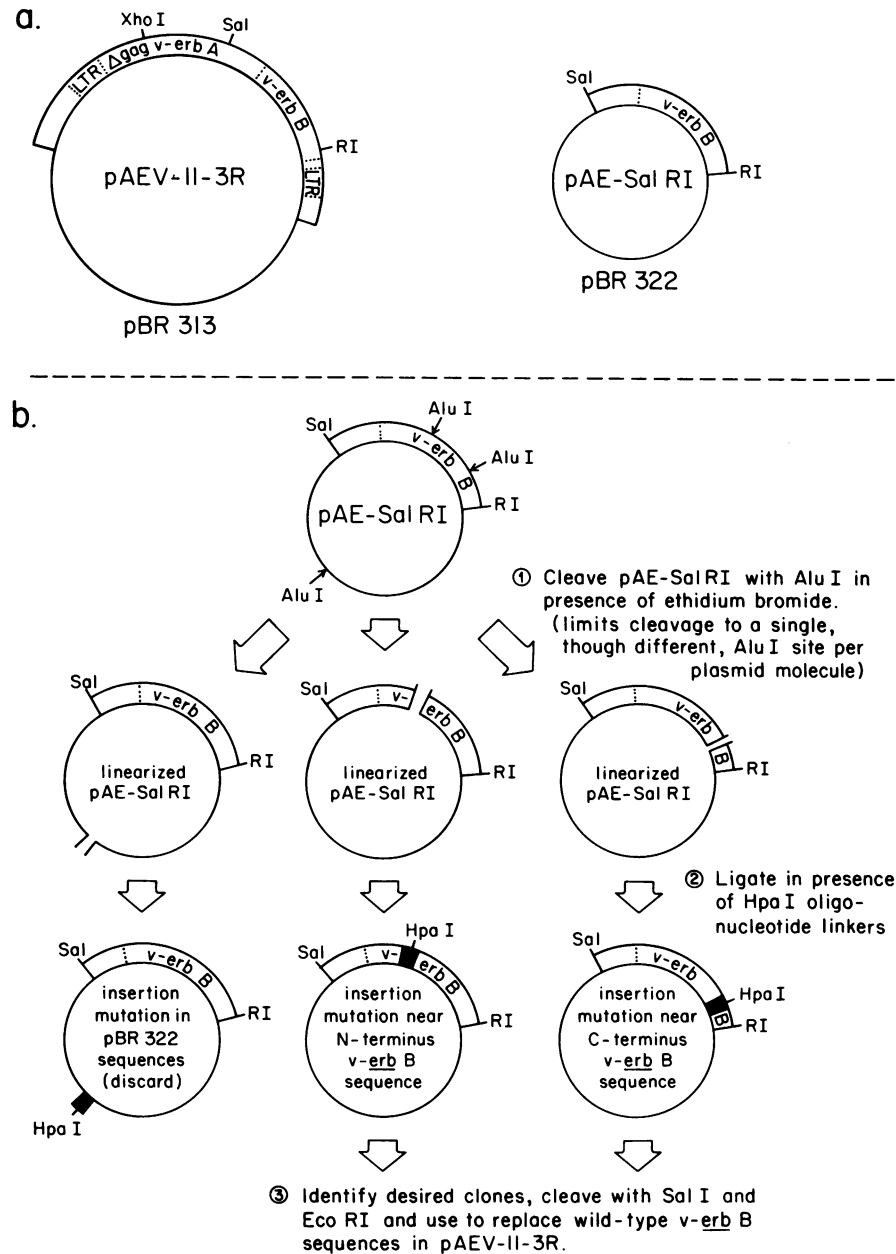 a.
Xho I
Sal
LTR
Δgag v-erb A
v-erb B
RI
LTR
pAEV-11-3R
pBR 313
Sal
v-erb B
RI
pAE-Sal RI
pBR 322
b.
Alu I
Sal
v-erb B
Alu I
RI
pAE-Sal RI
Alu I
① Cleave pAE-SalRI with Alu I in
presence of ethidium bromide.
(limits cleavage to a single,
though different, Alu I site per
plasmid molecule)
Sal
v-erb B
RI
linearized
pAE-Sal RI
Sal
v- erb B
RI
linearized
pAE-Sal RI
Sal
v-erb B
RI
linearized
pAE-Sal RI
② Ligate in presence
of Hpa I oligo-
nucleotide linkers
Sal
v-erb B
RI
insertion
mutation in
pBR 322
sequences
(discard)
Hpa I
Hpa I
Sal
v- erb B
RI
insertion
mutation near
N-terminus
v-erb B
sequence
Sal
v-erb B
Hpa I
RI
insertion
mutation near
C-terminus
v-erb B
sequence
③ Identify desired clones, cleave with Sal I and
Eco RI and use to replace wild-type v-erb B
sequences in pAEV-11-3R.